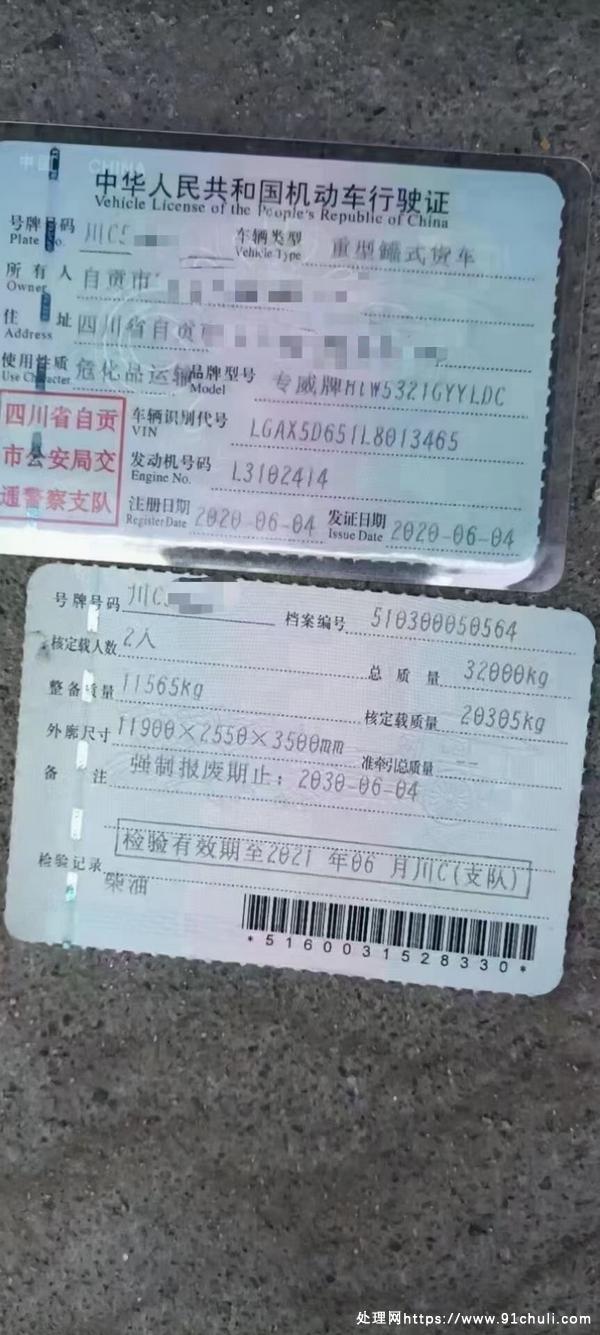 中国 CHINA
中华人民共和国机动车行驶证
Vehicle License of the People's Republic of China
号牌号码 川C5 车辆类型 重型罐式货车
Plate No. Vehicle Type
所有人 自贡市
Owner
住址 四川省自贡
Address
使用性质 危化品运输 品牌型号 专威牌HTW5321GYYLDC
Use Character Model
四川省自贡
市公安局交
通警察支队
车辆识别代号 LGAX5D651L8013465
VIN
发动机号码 L3102414
Engine No.
注册日期 2020-06-04 发证日期 2020-06-04
Register Date Issue Date
号牌号码 川C 档案编号 510300050564
核定载人数 2人 总质量 32000kg
整备质量 11565kg 核定载质量 20305kg
外廓尺寸 11900×2550×3500mm 准牵引总质量 --
备注 强制报废期止:2030-06-04
检验有效期至2021年06月川C(支队)
检验记录
柴油
*5160031528330*
处理网https://www.91chuli.com/